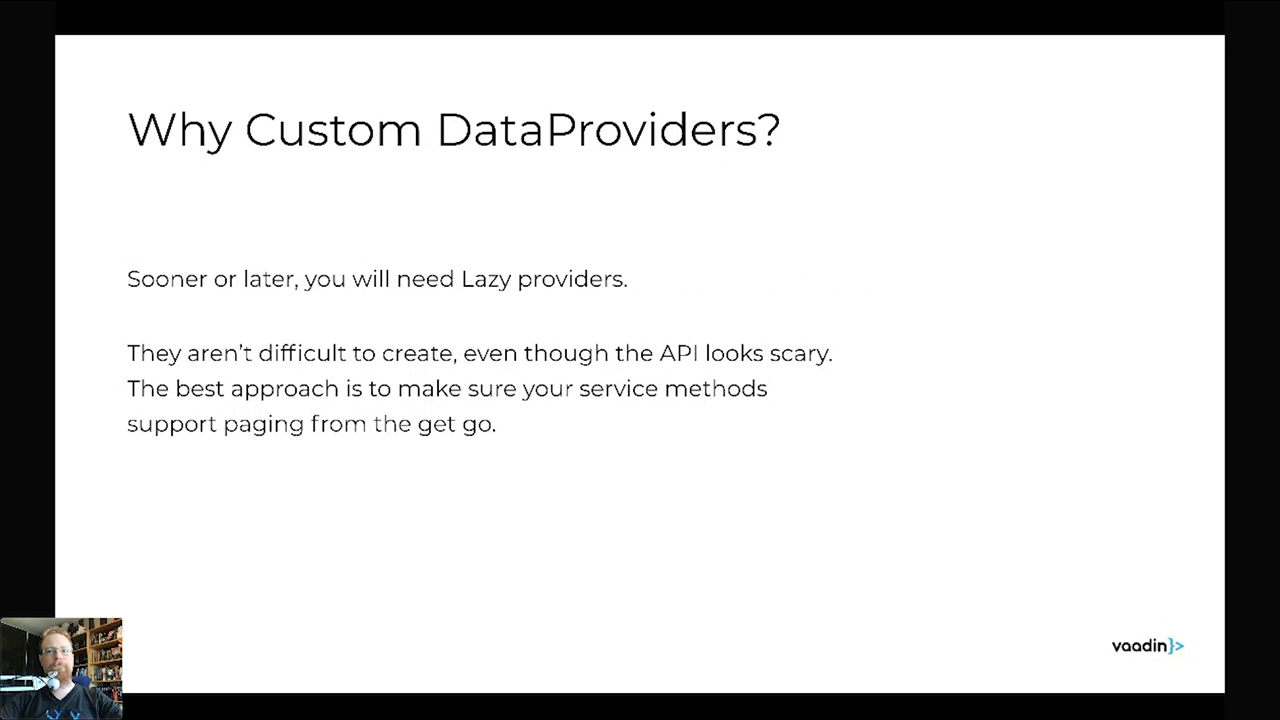 Why Custom DataProviders?
Sooner or later, you will need Lazy providers.
They aren’t difficult to create, even though the API looks scary.
The best approach is to make sure your service methods
support paging from the get go.
vaadin}>